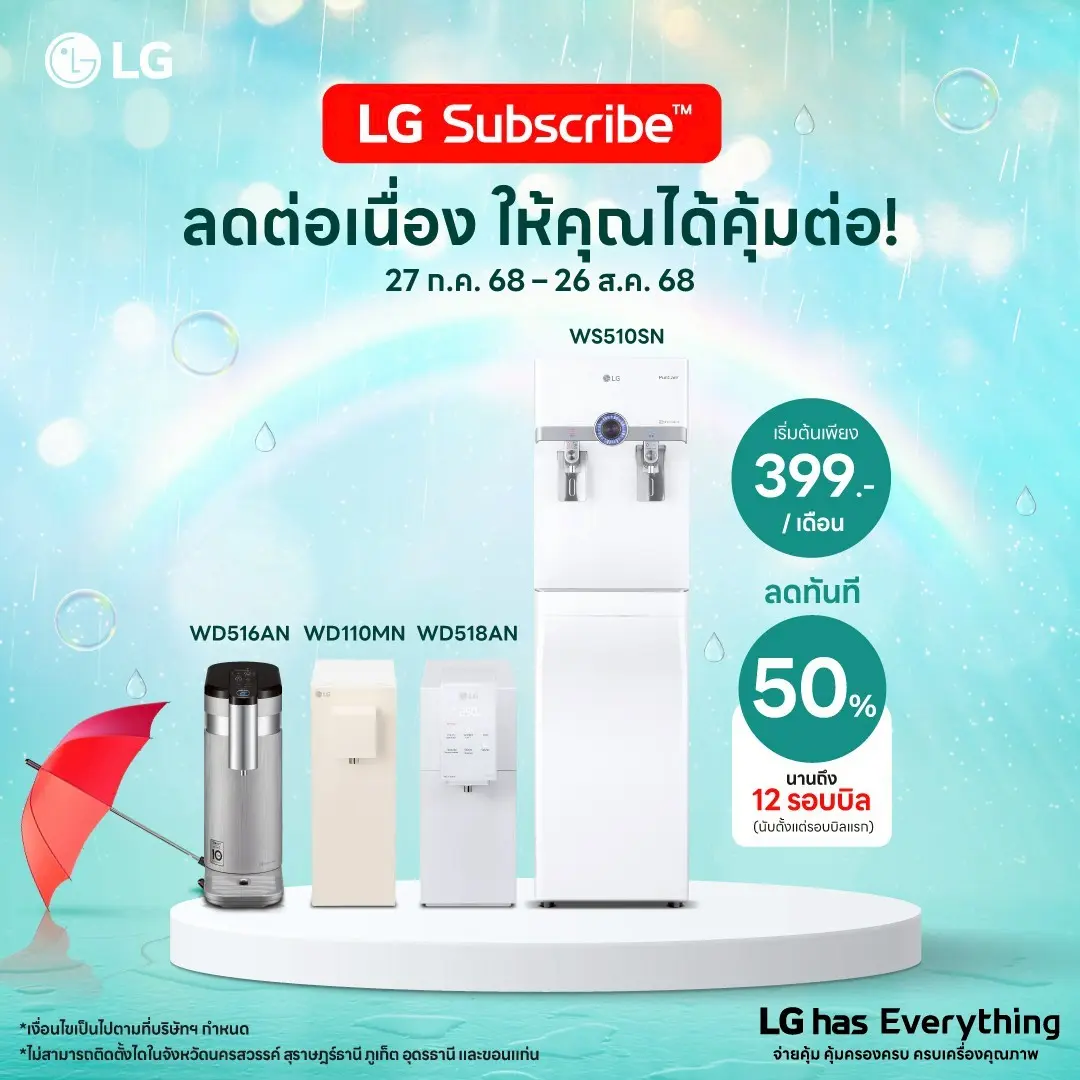 LG
LG Subscribe™
ลดต่อเนื่อง ให้คุณได้คุ้มต่อ!
27 ก.ค. 68 – 26 ส.ค. 68
WS510SN
LG PuriCare
เริ่มต้นเพียง
399.-
/ เดือน
ลดทันที
50%
นานถึง
12 รอบบิล
(นับตั้งแต่รอบบิลแรก)
WD516AN WD110MN WD518AN
LG
LG
10
*เงื่อนไขเป็นไปตามที่บริษัทฯ กำหนด
*ไม่สามารถติดตั้งได้ในจังหวัดนครสวรรค์ สุราษฎร์ธานี ภูเก็ต อุดรธานี และขอนแก่น
LG has Everything
จ่ายคุ้ม คุ้มครองครบ ครบเครื่องคุณภาพ